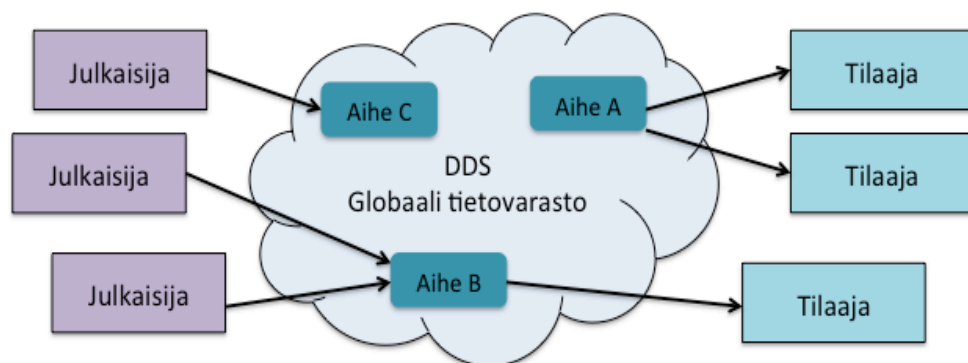 Julkaisija
Tilaaja
Aihe C
Aihe A
Julkaisija
Tilaaja
DDS
Globaali tietovarasto
Julkaisija
Aihe B
Tilaaja